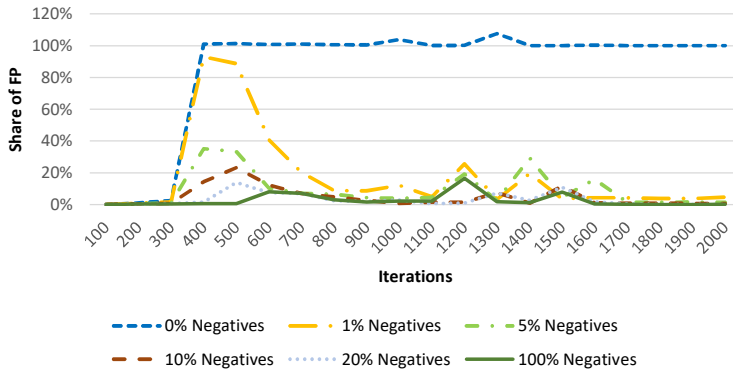 120%
100%
80%
60%
40%
20%
0%
Share of FP
100 200 300 400 500 600 700 800 900 1000 1100 1200 1300 1400 1500 1600 1700 1800 1900 2000
Iterations
0% Negatives 1% Negatives 5% Negatives
10% Negatives 20% Negatives 100% Negatives